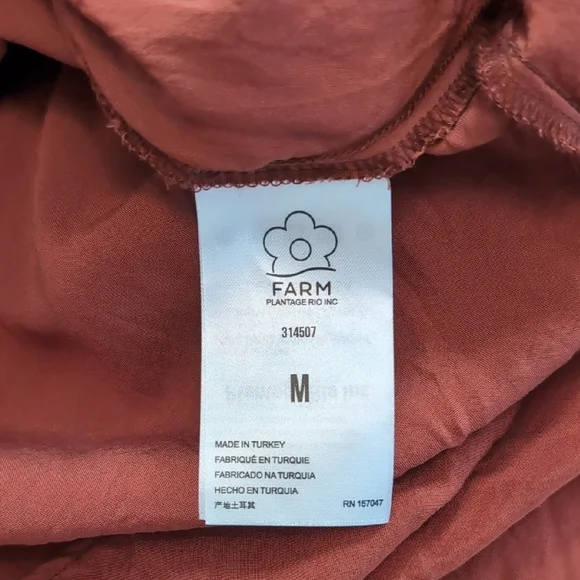 FARM
PLANTAGE RIO INC
314507
M
MADE IN TURKEY
FABRIQUÉ EN TURQUIE
FABRICADO NA TURQUIA
HECHO EN TURQUIA
产地土耳其
RN 157047